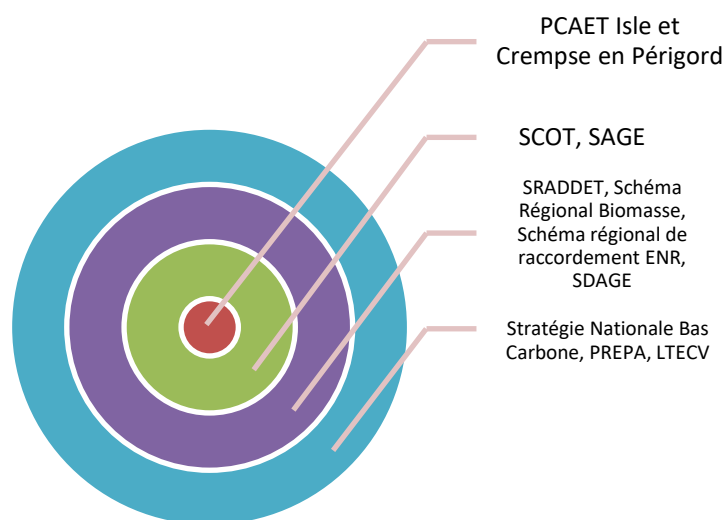 PCAET Isle et
Crempse en Périgord
SCOT, SAGE
SRADDET, Schéma
Régional Biomasse,
Schéma régional de
raccordement ENR,
SDAGE
Stratégie Nationale Bas
Carbone, PREPA, LTECV